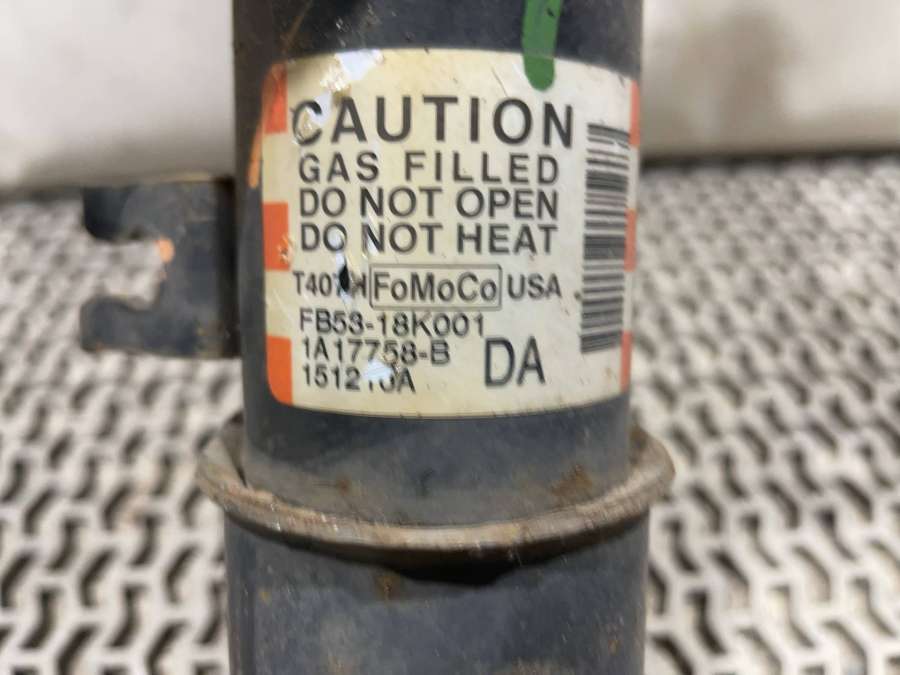 CAUTION
GAS FILLED
DO NOT OPEN
DO NOT HEAT
FoMoCo USA
FB53-18K001
1A17758-B
DA